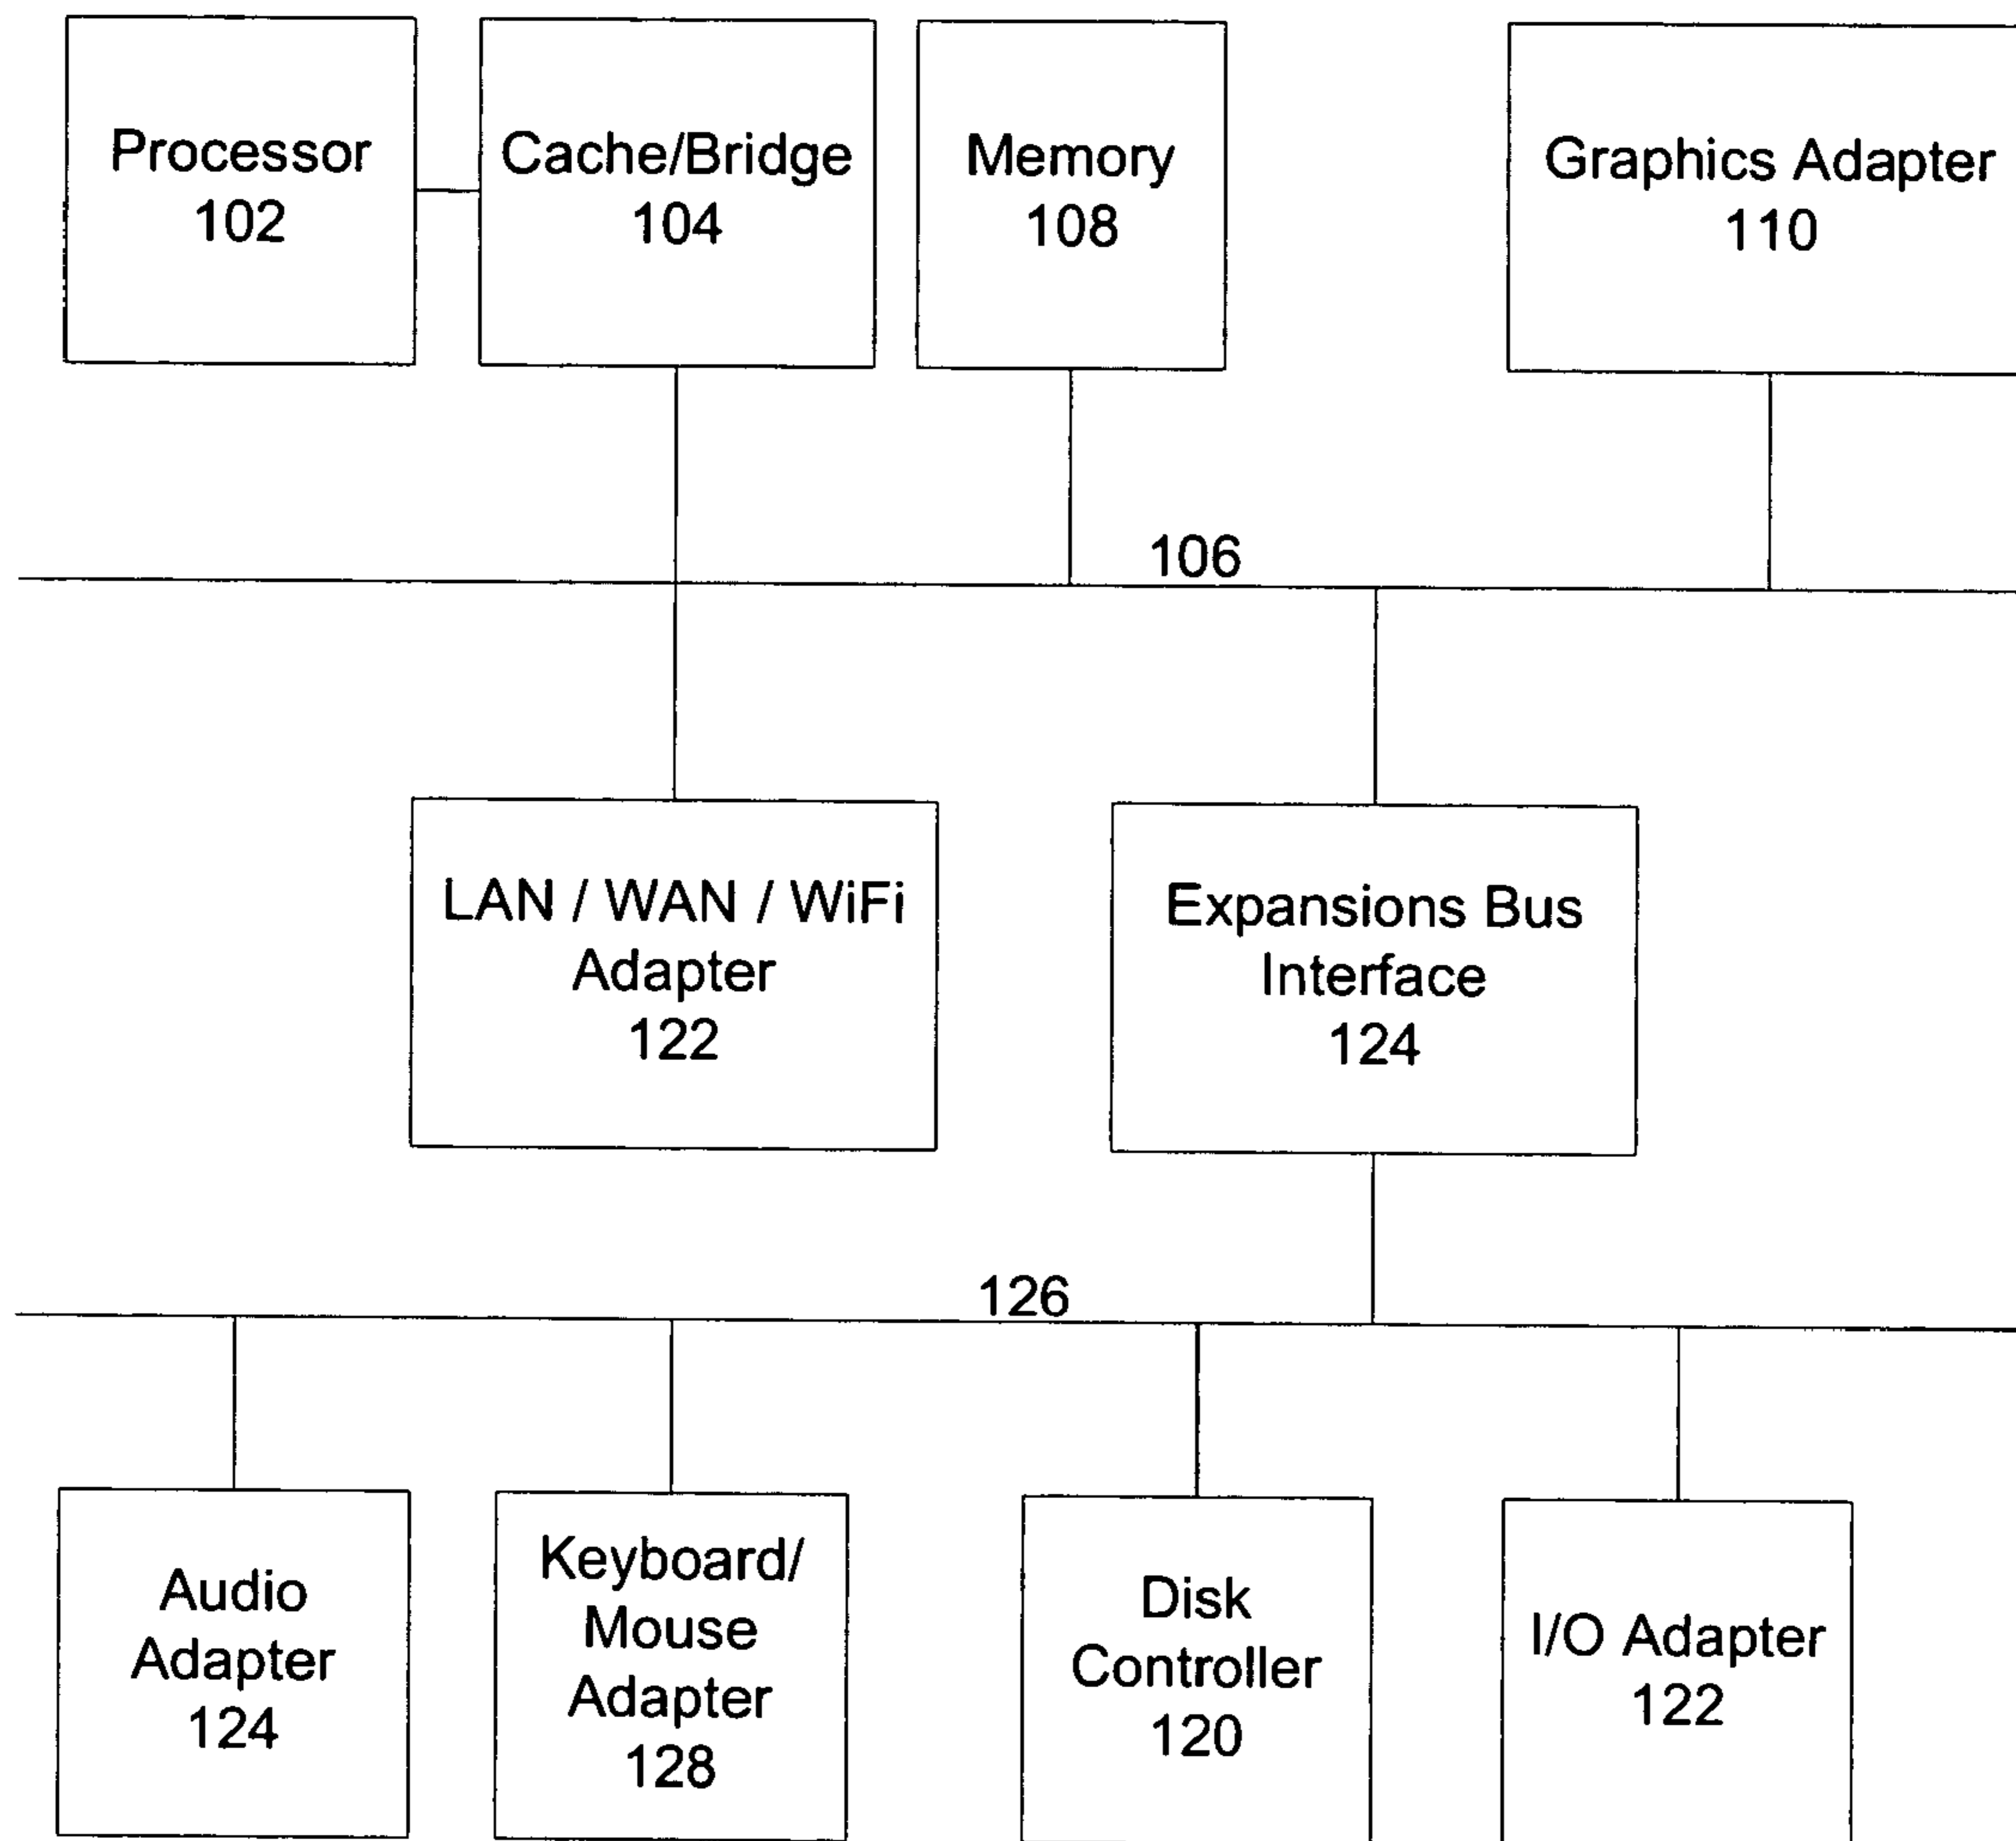 Processor
102
Cache/Bridge
104
Memory
108
Graphics Adapter
110
106
LAN / WAN / WiFi
Adapter
122
Expansions Bus
Interface
124
126
Audio
Adapter
124
Keyboard/
Mouse
Adapter
128
Disk
Controller
120
I/O Adapter
122